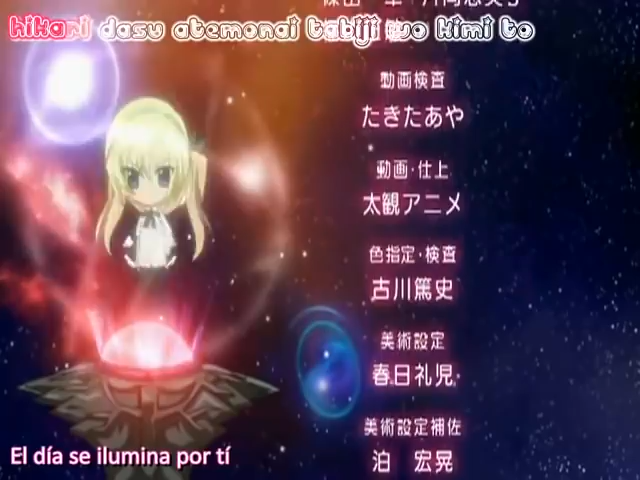 hikari dasu atemonai tabiji wo kimi to
動画検査
たきたあや
動画・仕上
太観アニメ
色指定・検査
古川篤史
美術設定
春日礼児
美術設定補佐
泊 宏晃
El día se ilumina por tí